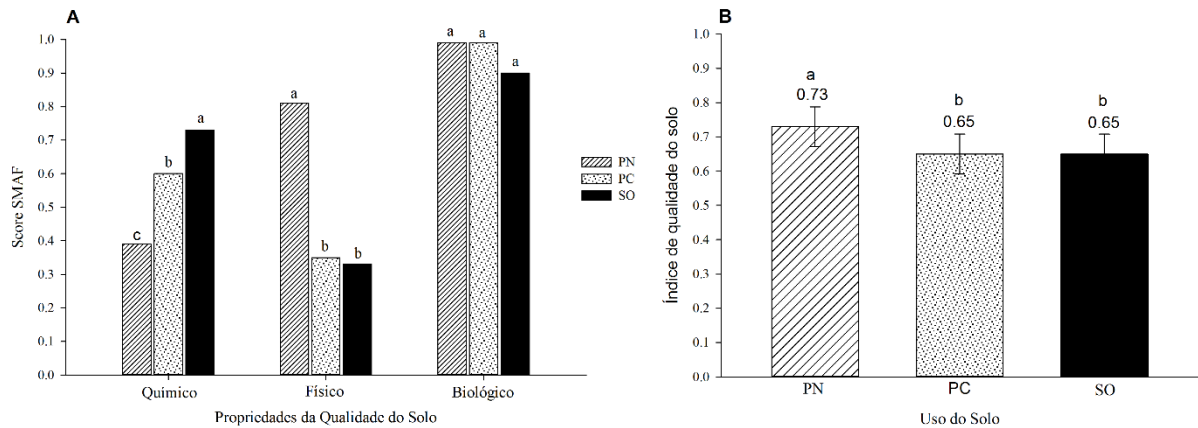 A
Score SMAF
1,0
0.9
0.8
0.7
0.6
0.5
0.4
0.3
0.2
0.1
0.0
c
b
a
a
b
b
a
a
a
Químico
Físico
Biológico
Propriedades da Qualidade do Solo
PN
PC
SO
B
Índice de qualidade do solo
1.0
0.9
0.8
0.7
0.6
0.5
0.4
0.3
0.2
0.1
0.0
a
0.73
b
0.65
b
0.65
PN
PC
SO
Uso do Solo